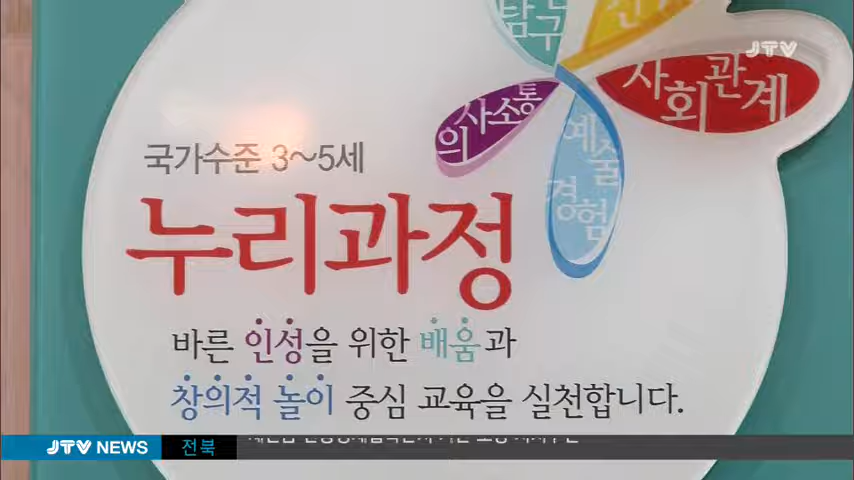 탐구
JTV
사회관계
의사소통
예술
경험
국가수준 3~5세
누리과정
바른 인성을 위한 배움과
창의적 놀이 중심 교육을 실천합니다.
JTV NEWS 전북